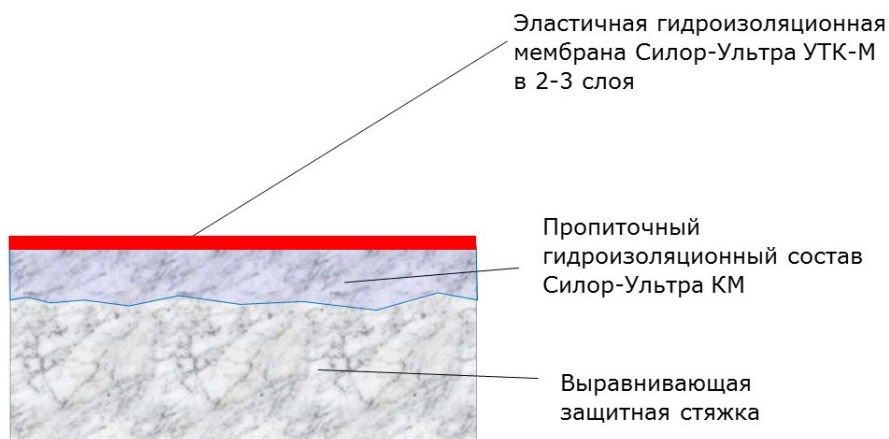 Эластичная гидроизоляционная
мембрана Силор-Ультра УТК-М
в 2-3 слоя
Пропиточный
гидроизоляционный состав
Силор-Ультра КМ
Выравнивающая
защитная стяжка